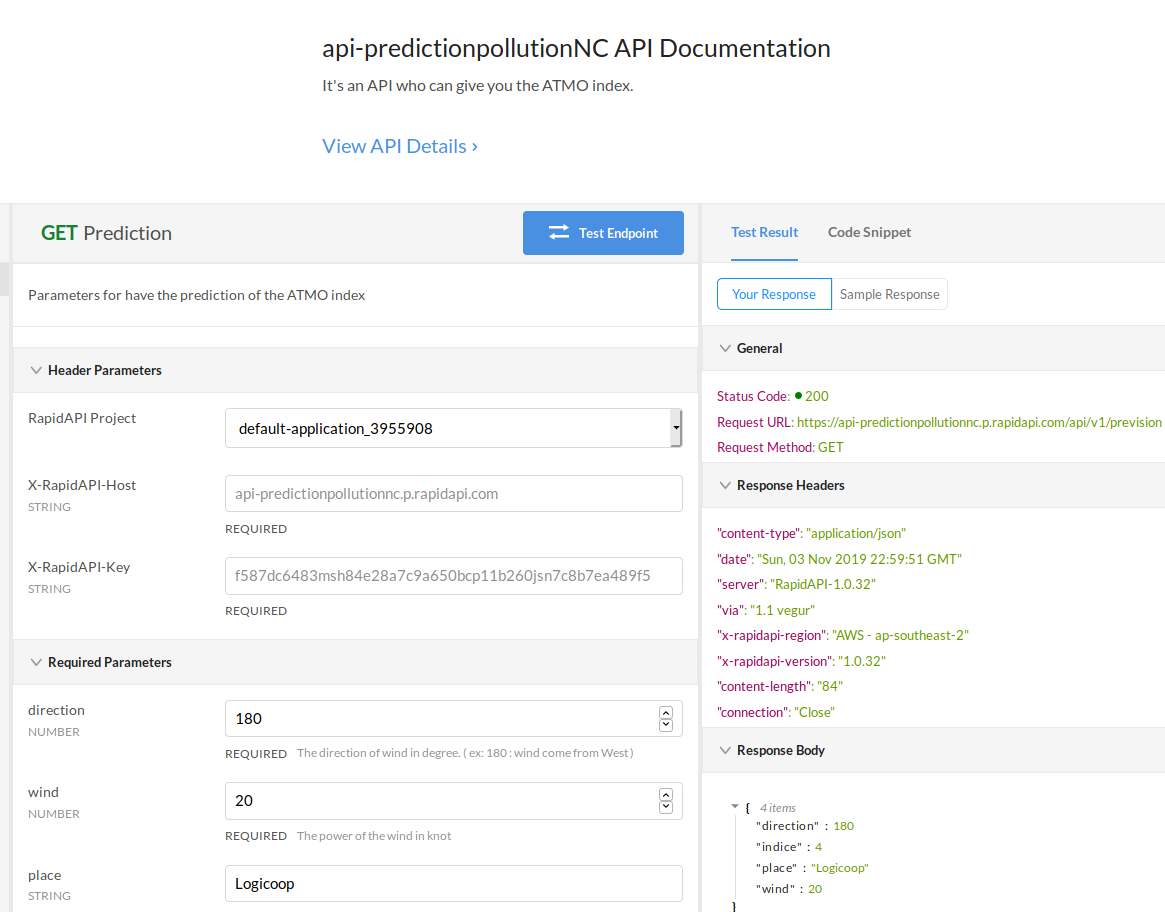 api-predictionpollutionNC API Documentation
It's an API who can give you the ATMO index.
View API Details ›
GET Prediction
Test Endpoint
Parameters for have the prediction of the ATMO index
Header Parameters
RapidAPI Project
default-application_3955908
X-RapidAPI-Host
STRING
api-predictionpollutionnc.p.rapidapi.com
REQUIRED
X-RapidAPI-Key
STRING
f587dc6483msh84e28a7c9a650bcp11b260jsn7c8b7ea489f5
REQUIRED
Required Parameters
direction
NUMBER
180
REQUIRED The direction of wind in degree. ( ex: 180 : wind come from West )
wind
NUMBER
20
REQUIRED The power of the wind in knot
place
STRING
Logicoop
Test Result Code Snippet
Your Response Sample Response
General
Status Code: 200
Request URL: https://api-predictionpollutionnc.p.rapidapi.com/api/v1/prevision
Request Method: GET
Response Headers
"content-type": "application/json"
"date": "Sun, 03 Nov 2019 22:59:51 GMT"
"server": "RapidAPI-1.0.32"
"via": "1.1 vegur"
"x-rapidapi-region": "AWS - ap-southeast-2"
"x-rapidapi-version": "1.0.32"
"content-length": "84"
"connection": "Close"
Response Body
{ 4 items
"direction" : 180
"indice" : 4
"place" : "Logicoop"
"wind" : 20
}